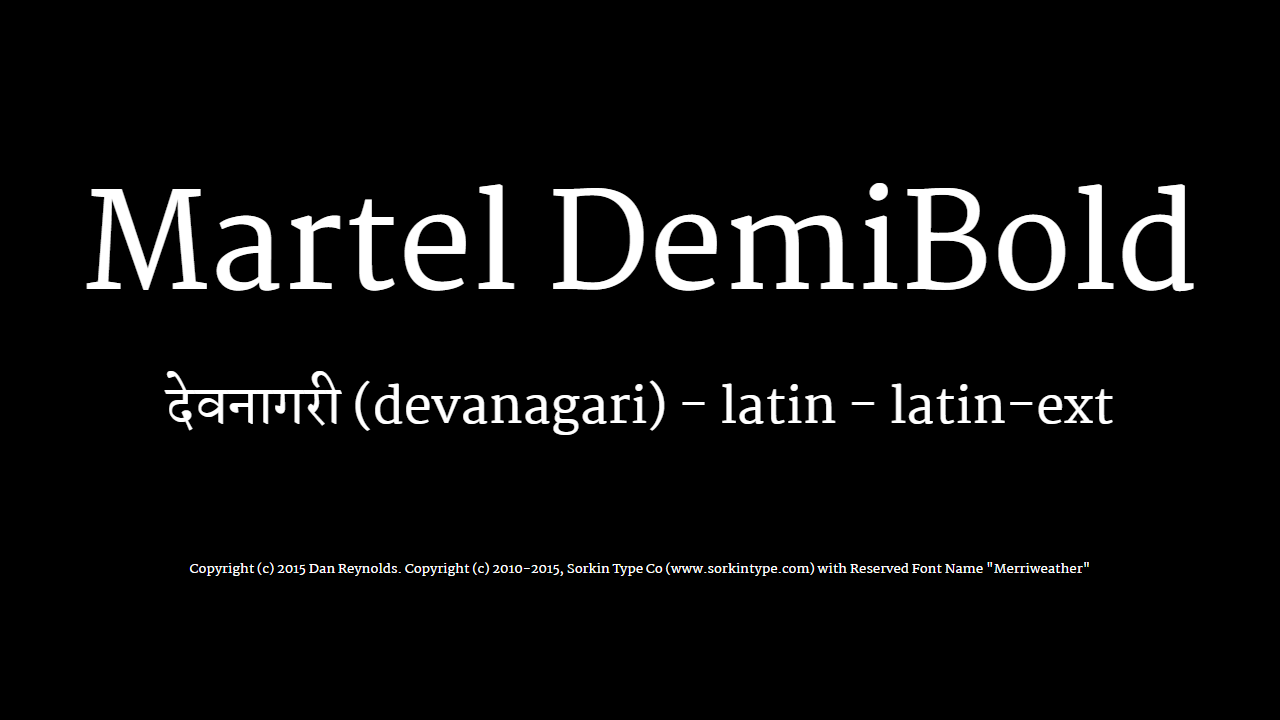 Martel DemiBold
देवनागरी (devanagari) - latin - latin-ext
Copyright (c) 2015 Dan Reynolds. Copyright (c) 2010-2015, Sorkin Type Co (www.sorkintype.com) with Reserved Font Name "Merriweather"